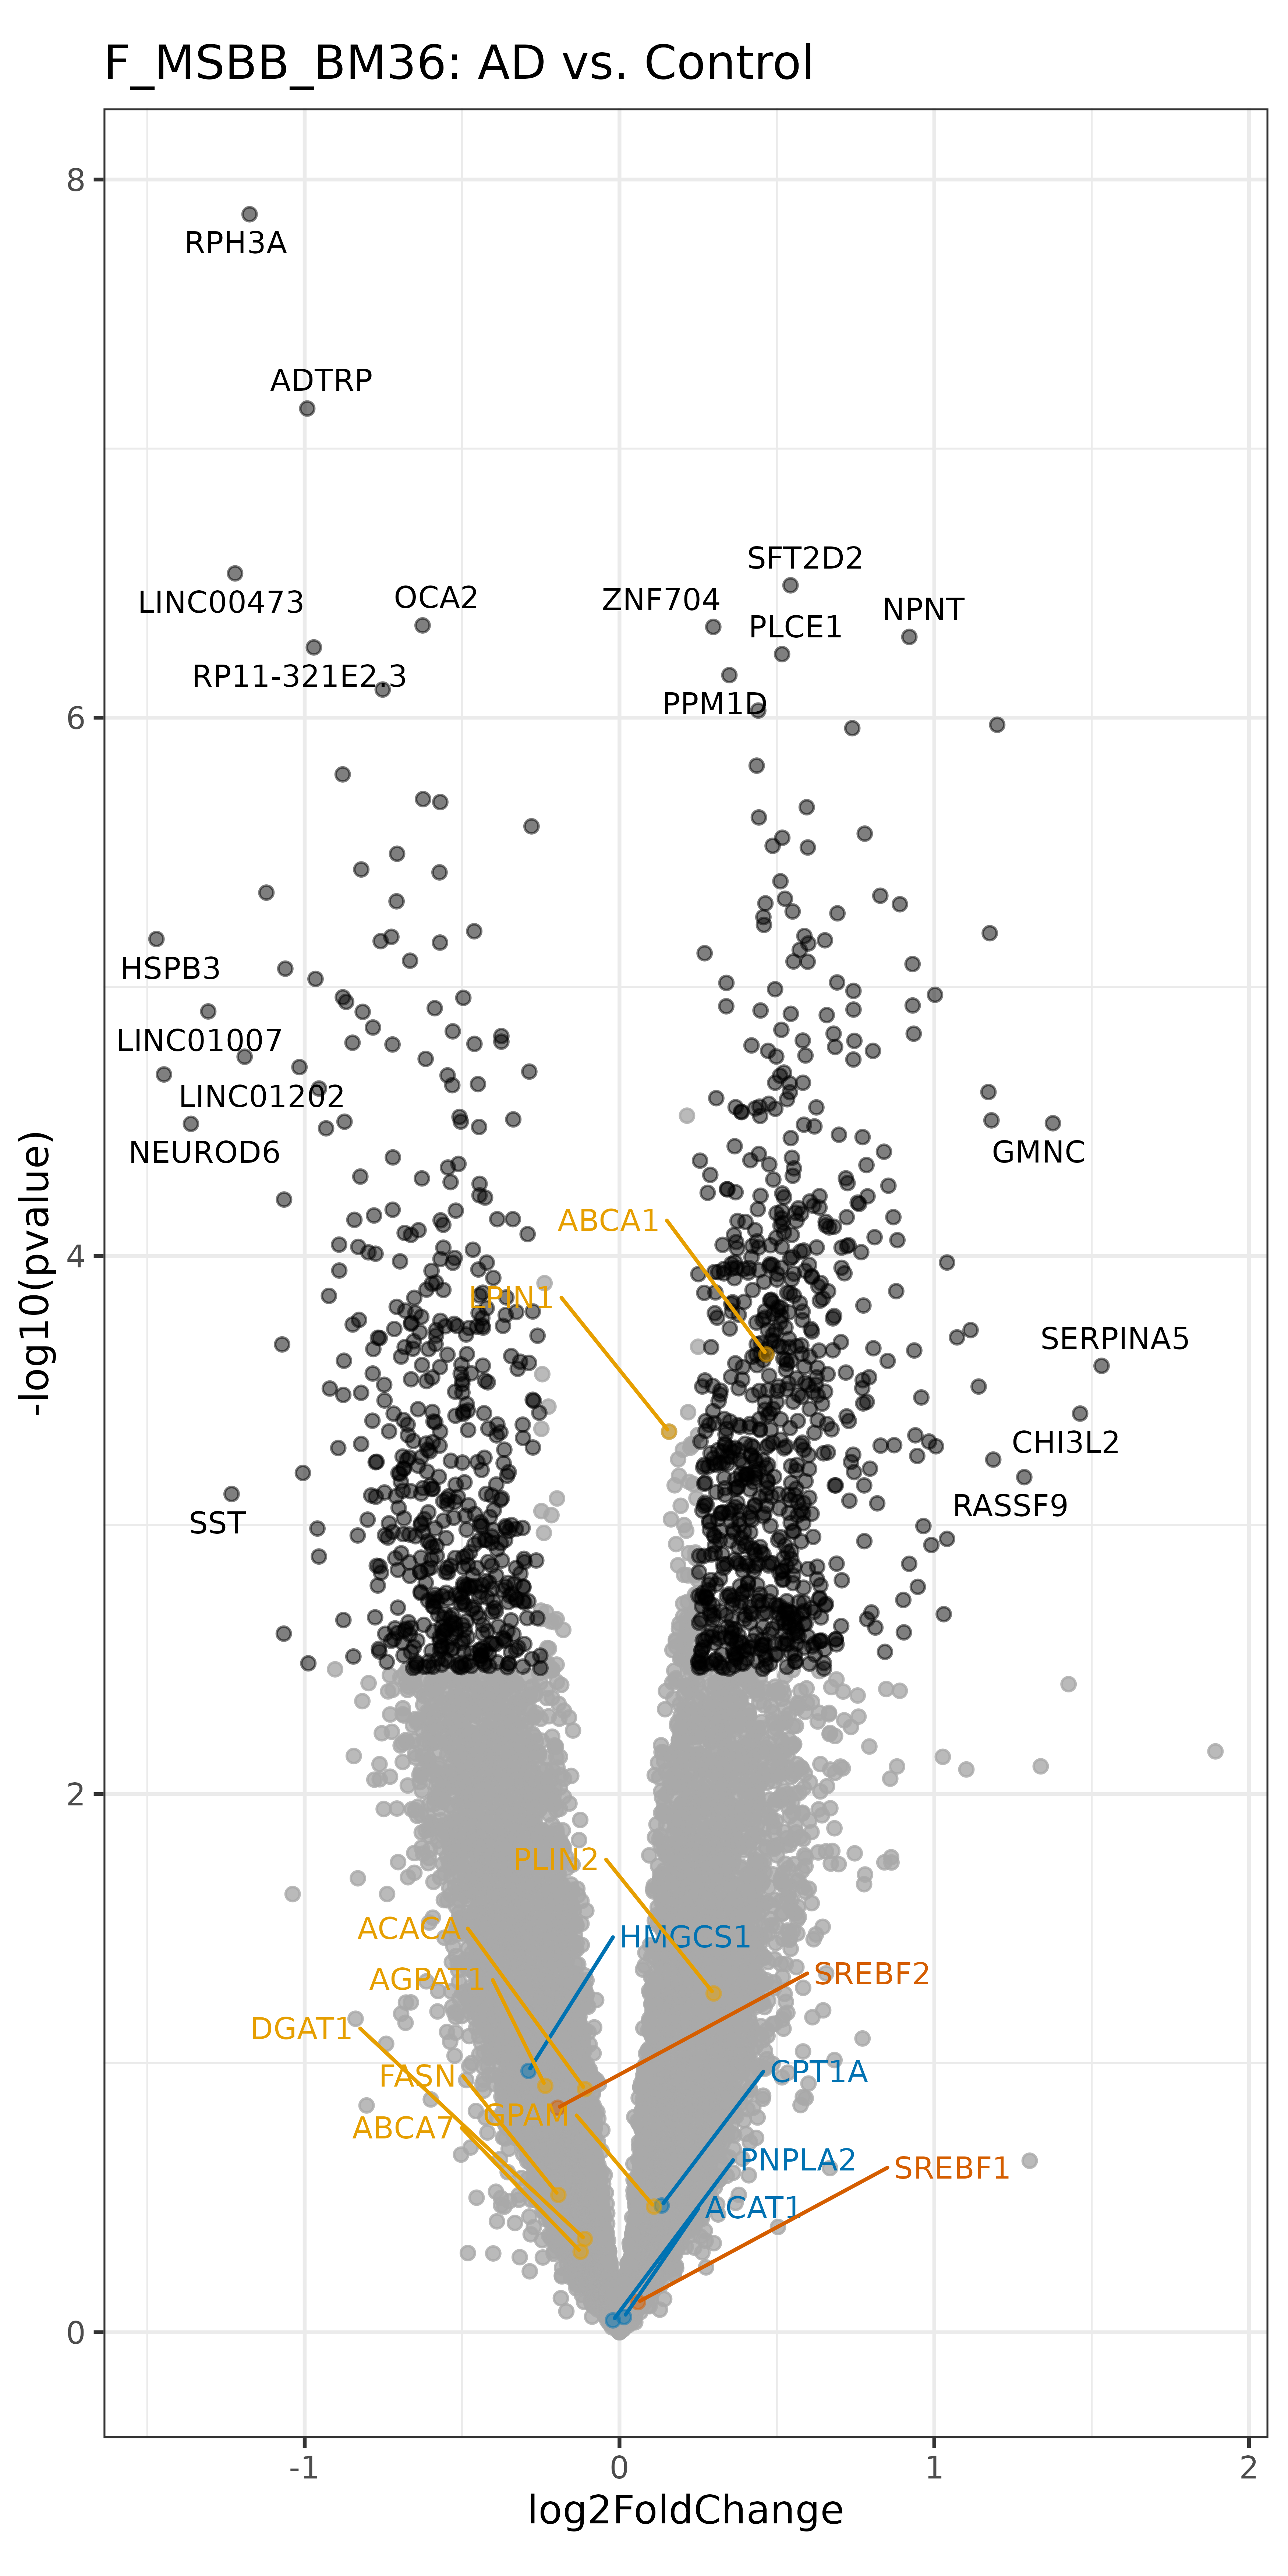 F_MSBB_BM36: AD vs. Control
8
RPH3A
ADTRP
SFT2D2
LINC00473
OCA2
ZNF704
NPNT
PLCE1
RP11-321E2.3
PPM1D
6
HSPB3
LINC01007
LINC01202
NEUROD6
GMNC
ABCA1
4
LPIN1
SERPINA5
CHI3L2
RASSF9
SST
-log10(pvalue)
2
PLIN2
ACACA
HMGCS1
AGPAT1
SREBF2
DGAT1
FASN
CPT1A
GPAM
ABCA7
PNPLA2
SREBF1
ACAT1
0
-1
0
1
2
log2FoldChange